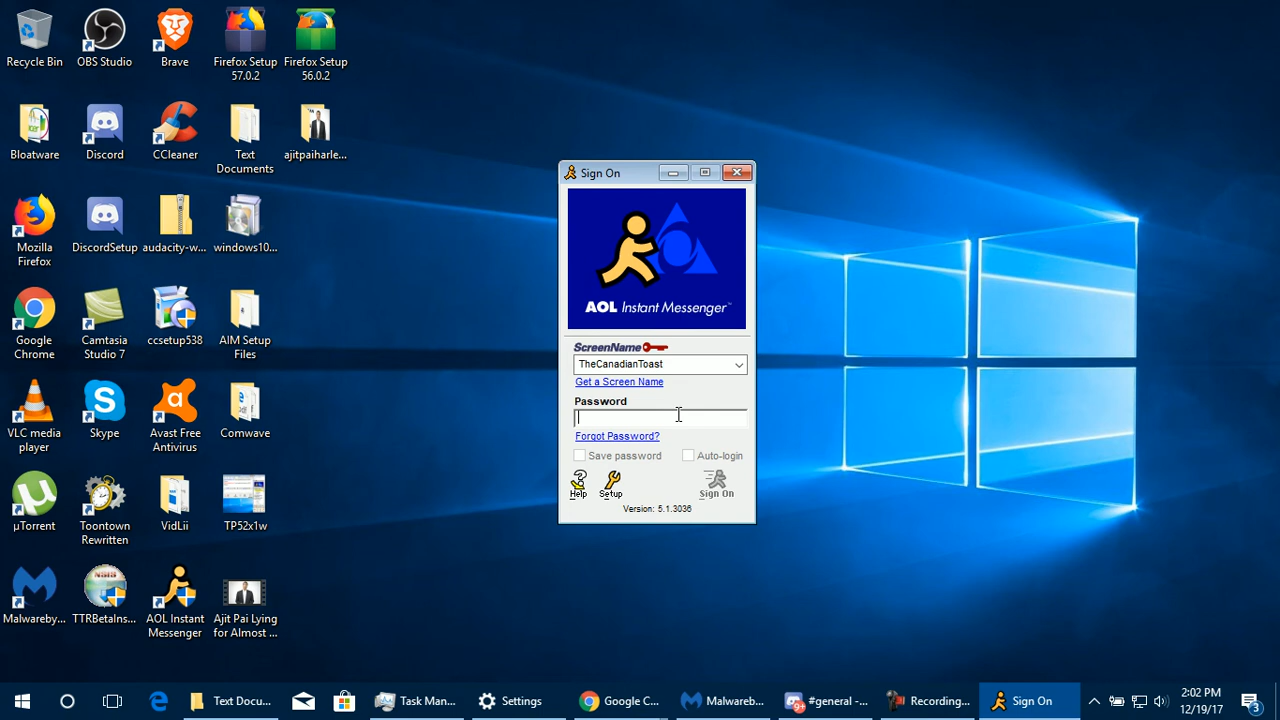 Recycle Bin
OBS Studio
Brave
Firefox Setup
57.0.2
Firefox Setup
56.0.2
Bloatware
Discord
CCleaner
Text
Documents
ajitpaiharle...
Mozilla
Firefox
DiscordSetup
audacity-w...
windows10...
Google
Chrome
Camtasia
Studio 7
ccsetup538
AIM Setup
Files
VLC media
player
Skype
Avast Free
Antivirus
Comwave
µTorrent
Toontown
Rewritten
VidLii
TP52x1w
Malwareby...
TTRBetaIns...
AOL Instant
Messenger
Ajit Pai Lying
for Almost ...
Sign On
AOL Instant Messenger
ScreenName
TheCanadianToast
Get a Screen Name
Password
Forgot Password?
Save password
Auto-login
Help
Setup
Sign On
Version: 5.1.3036
Text Docu...
Task Man...
Settings
Google C...
Malwareb...
9+
#general -...
Recording...
Sign On
2:02 PM
12/19/17
3